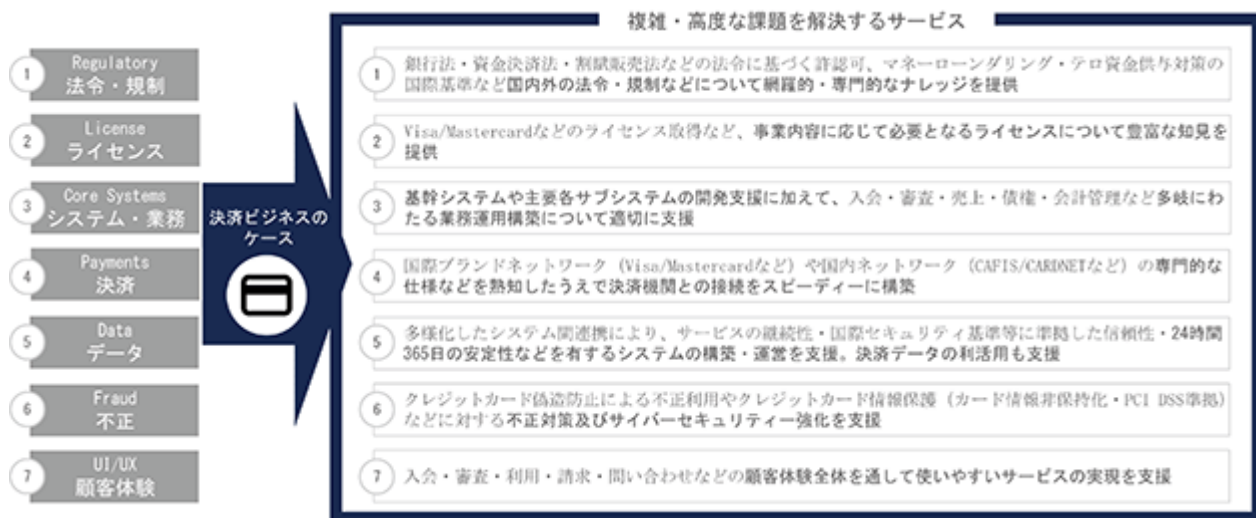 複雑・高度な課題を解決するサービス
1
Regulatory
法令・規制
2
License
ライセンス
3
Core Systems
システム・業務
4
Payments
決済
5
Data
データ
6
Fraud
不正
7
UI/UX
顧客体験
決済ビジネスの
ケース
1
銀行法・資金決済法・割賦販売法などの法令に基づく許認可、マネーローンダリング・テロ資金供与対策の
国際基準など国内外の法令・規制などについて網羅的・専門的なナレッジを提供
2
Visa/Mastercardなどのライセンス取得など、事業内容に応じて必要となるライセンスについて豊富な知見を
提供
3
基幹システムや主要各サブシステムの開発支援に加えて、入会・審査・売上・債権・会計管理など多岐にわ
たる業務運用構築について適切に支援
4
国際ブランドネットワーク（Visa/Mastercardなど）や国内ネットワーク（CAFIS/CARDNETなど）の専門的な
仕様などを熟知したうえで決済機関との接続をスピーディーに構築
5
多様化したシステム間連携により、サービスの継続性・国際セキュリティ基準等に準拠した信頼性・24時間
365日の安定性などを有するシステムの構築・運営を支援。決済データの利活用も支援
6
クレジットカード偽造防止による不正利用やクレジットカード情報保護（カード情報非保持化・PCI DSS準拠）
などに対する不正対策及びサイバーセキュリティー強化を支援
7
入会・審査・利用・請求・問い合わせなどの顧客体験全体を通して使いやすいサービスの実現を支援